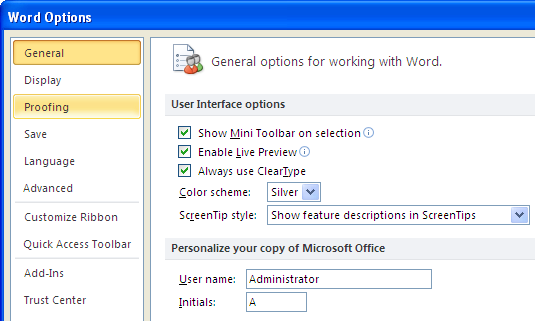 Word Options
General
Display
Proofing
Save
Language
Advanced
Customize Ribbon
Quick Access Toolbar
Add-Ins
Trust Center
General options for working with Word.
User Interface options
Show Mini Toolbar on selection
Enable Live Preview
Always use ClearType
Color scheme: Silver
ScreenTip style: Show feature descriptions in ScreenTips
Personalize your copy of Microsoft Office
User name: Administrator
Initials: A